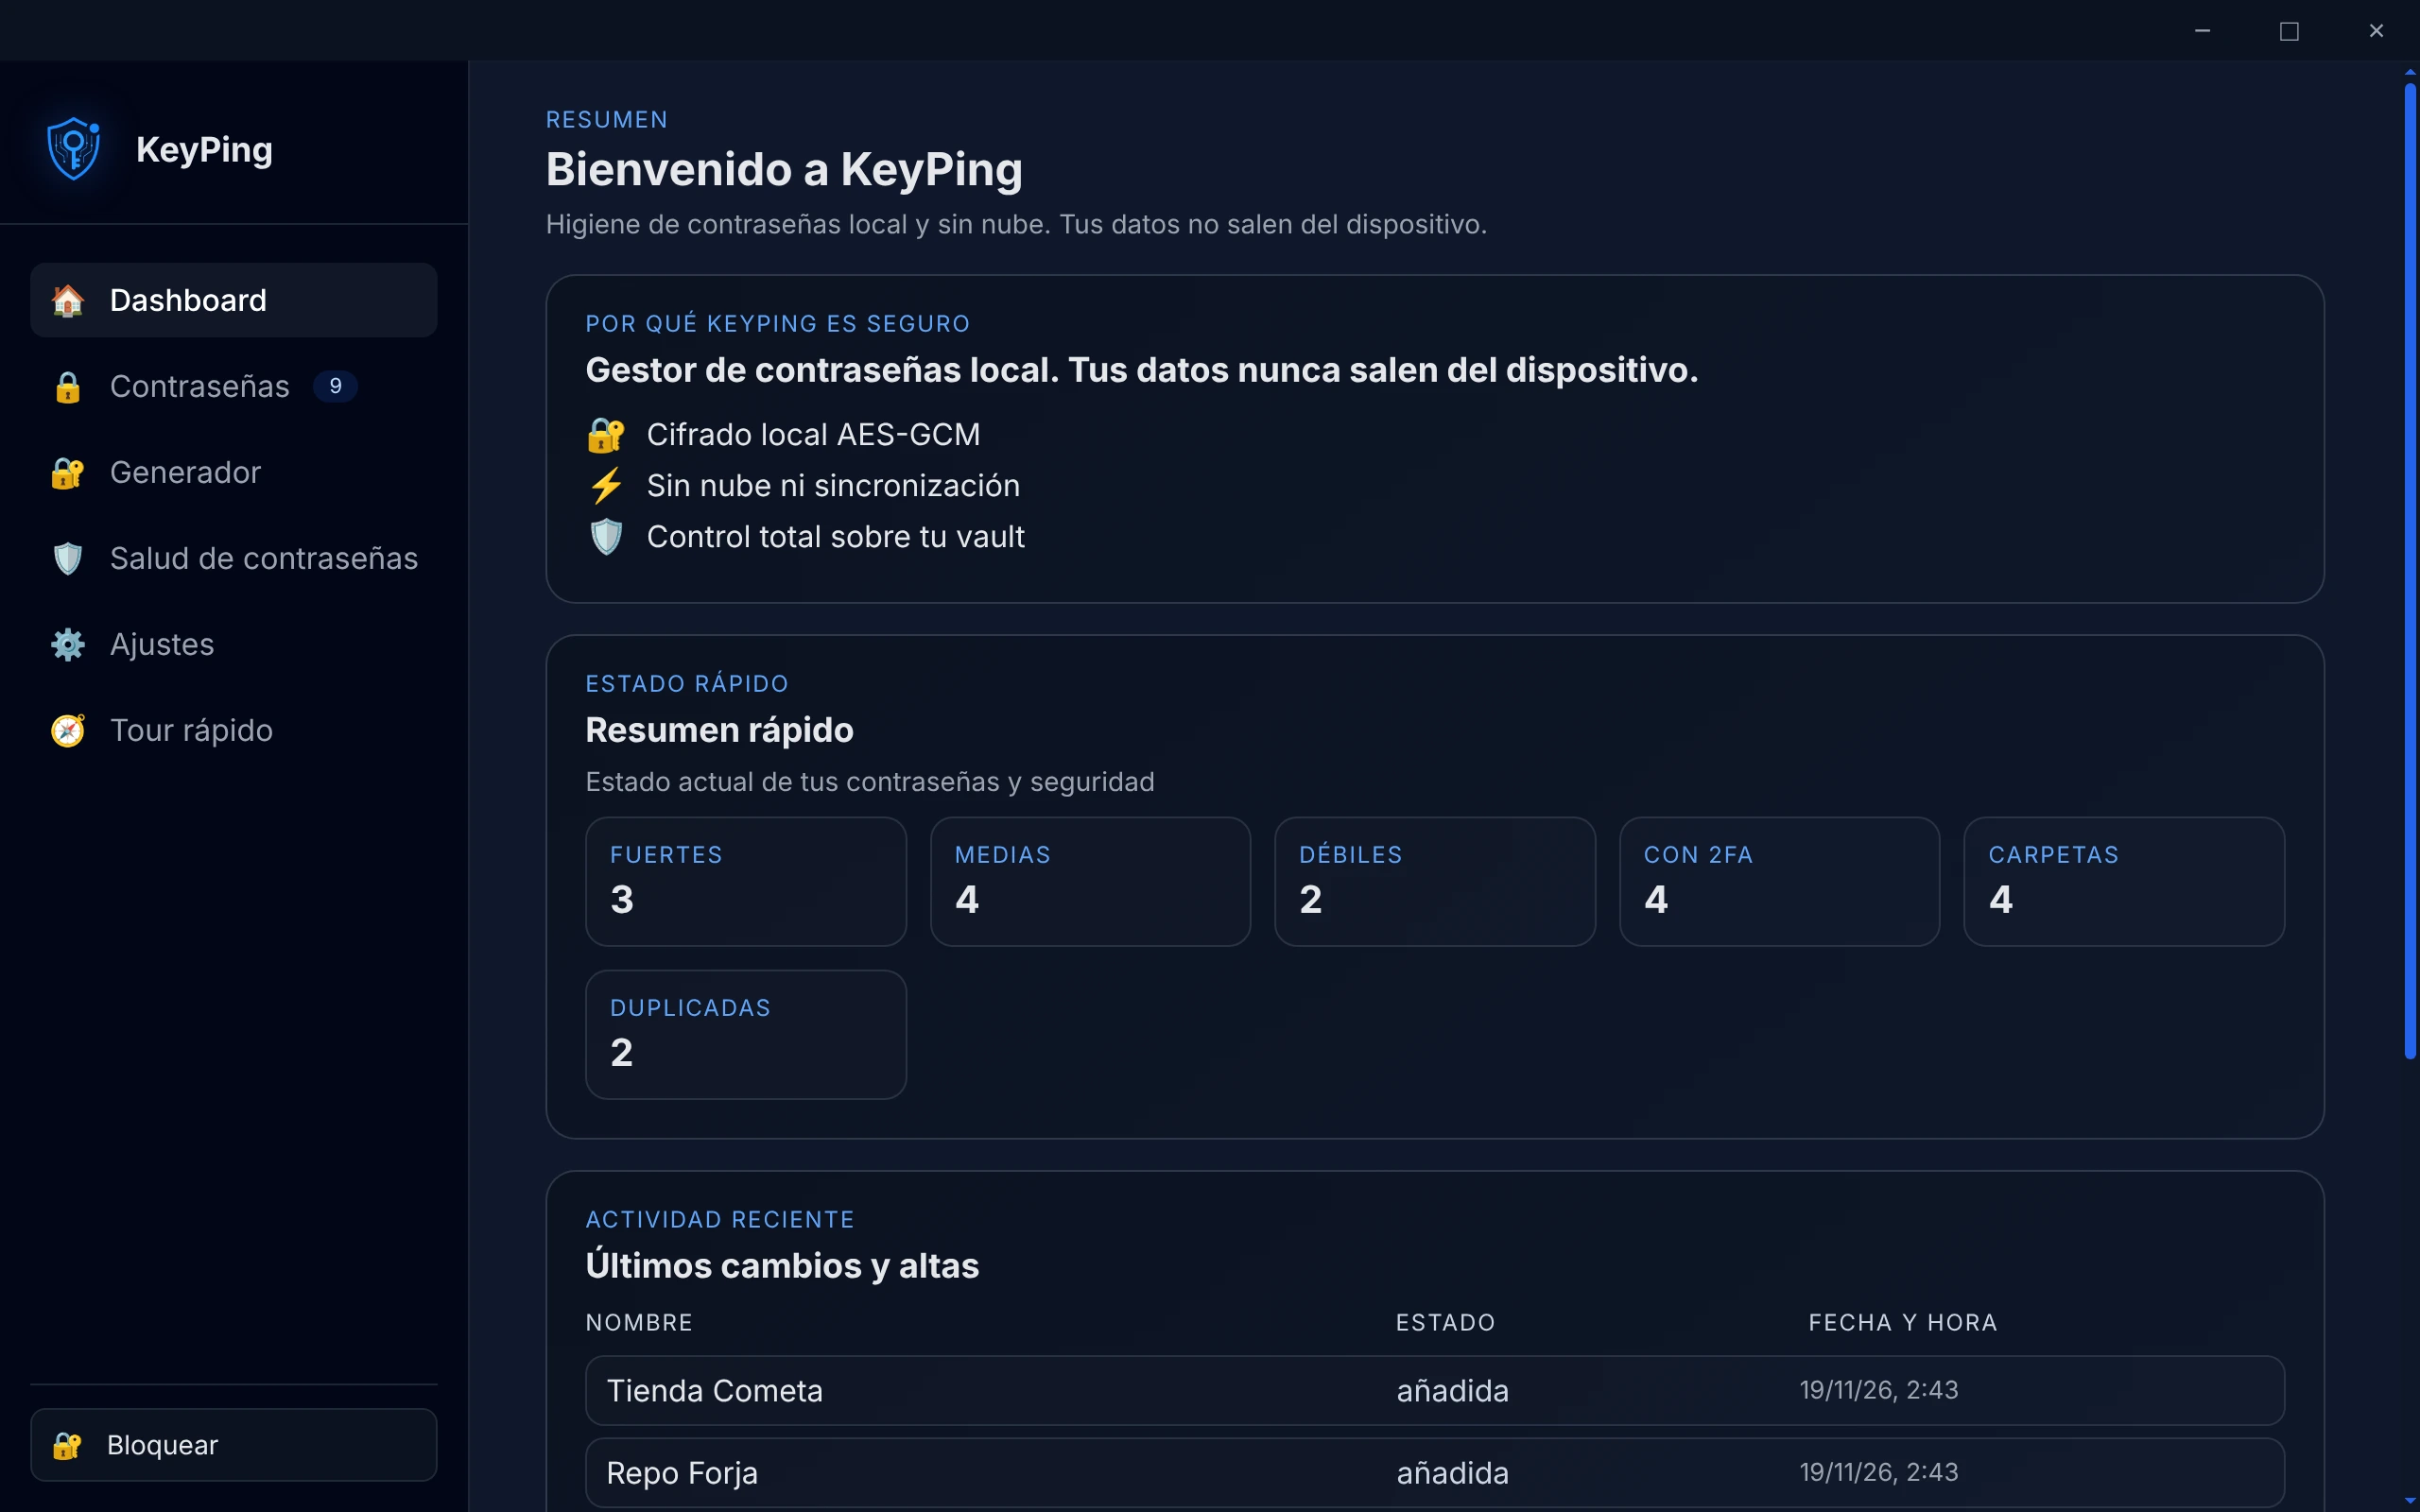 KeyPing
Dashboard
Contraseñas 9
Generador
Salud de contraseñas
Ajustes
Tour rápido
Bloquear
RESUMEN
Bienvenido a KeyPing
Higiene de contraseñas local y sin nube. Tus datos no salen del dispositivo.
POR QUÉ KEYPING ES SEGURO
Gestor de contraseñas local. Tus datos nunca salen del dispositivo.
Cifrado local AES-GCM
Sin nube ni sincronización
Control total sobre tu vault
ESTADO RÁPIDO
Resumen rápido
Estado actual de tus contraseñas y seguridad
FUERTES
3
MEDIAS
4
DÉBILES
2
CON 2FA
4
CARPETAS
4
DUPLICADAS
2
ACTIVIDAD RECIENTE
Últimos cambios y altas
NOMBRE ESTADO FECHA Y HORA
Tienda Cometa añadida 19/11/26, 2:43
Repo Forja añadida 19/11/26, 2:43